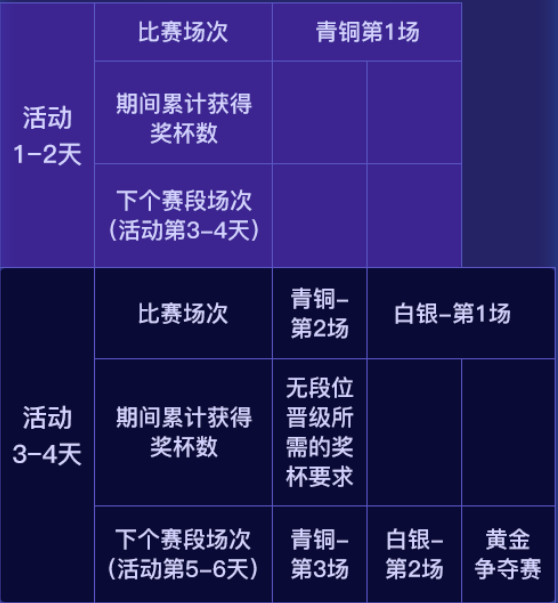 比赛场次
青铜第1场
活动
1-2天
期间累计获得
奖杯数
下个赛段场次
(活动第3-4天)
比赛场次
青铜-
第2场
白银-第1场
活动
3-4天
期间累计获得
奖杯数
无段位
晋级所
需的奖
杯要求
下个赛段场次
(活动第5-6天)
青铜-
第3场
白银-
第2场
黄金
争夺赛